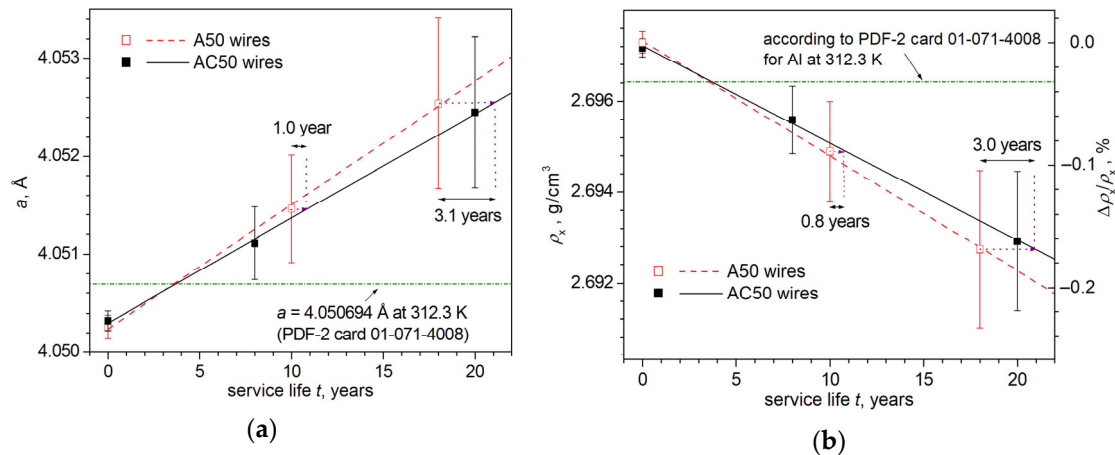 4.053
4.052
4.051
4.050
a, Å
A50 wires
AC50 wires
1.0 year
3.1 years
a = 4.050694 Å at 312.3 K
(PDF-2 card 01-071-4008)
0 5 10 15 20
service life t, years
(a)
2.696
2.694
2.692
ρx , g/cm3
according to PDF-2 card 01-071-4008
for Al at 312.3 K
3.0 years
0.8 years
A50 wires
AC50 wires
0.0
−0.1
−0.2
Δρx/ρx, %
0 5 10 15 20
service life t, years
(b)